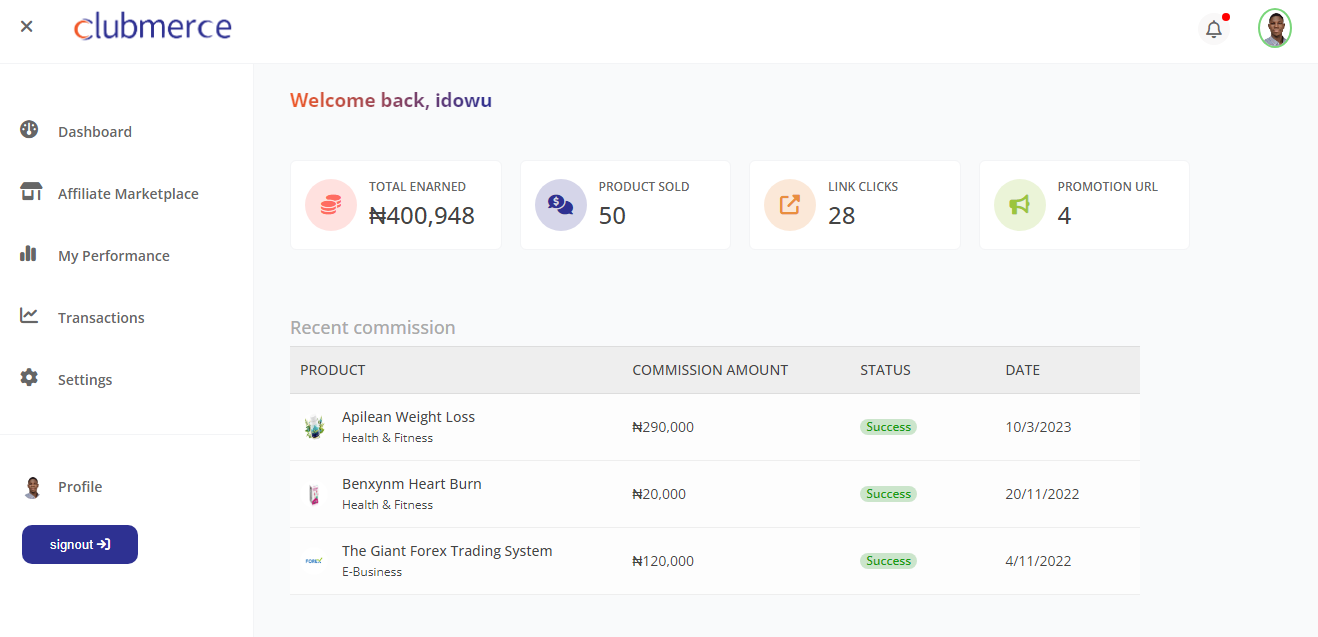 clubmerce
Welcome back, idowu
Dashboard
Affiliate Marketplace
My Performance
Transactions
Settings
Profile
signout
TOTAL ENARNED
₦400,948
PRODUCT SOLD
50
LINK CLICKS
28
PROMOTION URL
4
Recent commission
PRODUCT COMMISSION AMOUNT STATUS DATE
Apilean Weight Loss ₦290,000 Success 10/3/2023
Health & Fitness
Benxynm Heart Burn ₦20,000 Success 20/11/2022
Health & Fitness
FOREX The Giant Forex Trading System ₦120,000 Success 4/11/2022
E-Business